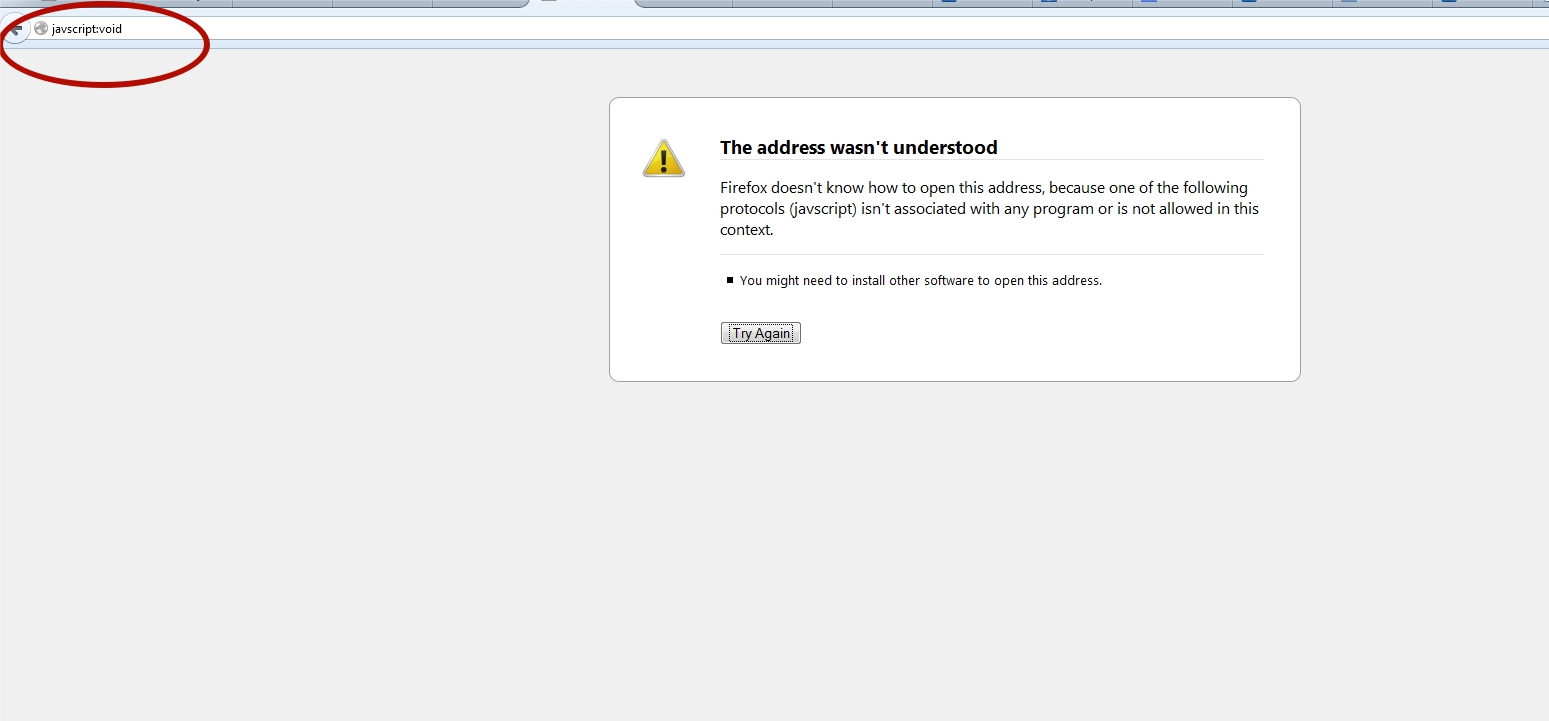 javscript:void
The address wasn't understood
Firefox doesn't know how to open this address, because one of the following
protocols (javscript) isn't associated with any program or is not allowed in this
context.
You might need to install other software to open this address.
Try Again